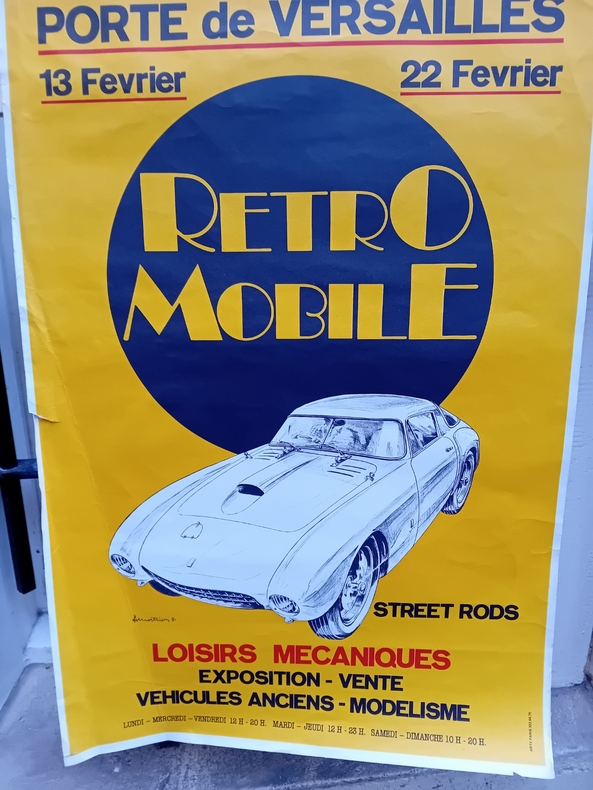 PORTE de VERSAILLES
13 Fevrier 22 Fevrier
RETRO
MOBILE
STREET RODS
LOISIRS MECANIQUES
EXPOSITION - VENTE
VEHICULES ANCIENS - MODELISME
LUNDI - MERCREDI - VENDREDI 12 H - 20 H. MARDI - JEUDI 12 H - 23 H. SAMEDI - DIMANCHE 10 H - 20 H.